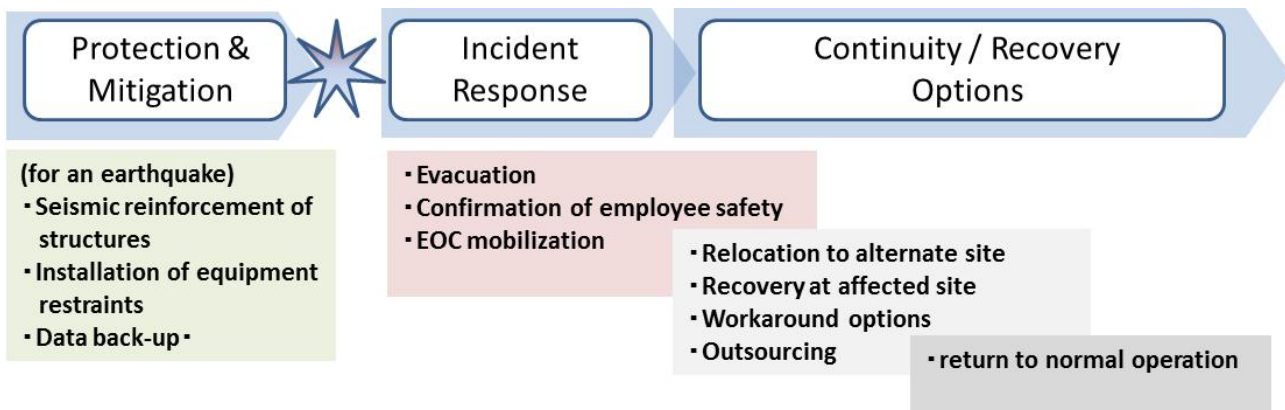 Protection &
Mitigation
Incident
Response
Continuity / Recovery
Options
(for an earthquake)
・Seismic reinforcement of
structures
・Installation of equipment
restraints
・Data back-up・
・Evacuation
・Confirmation of employee safety
・EOC mobilization
・Relocation to alternate site
・Recovery at affected site
・Workaround options
・Outsourcing
・return to normal operation